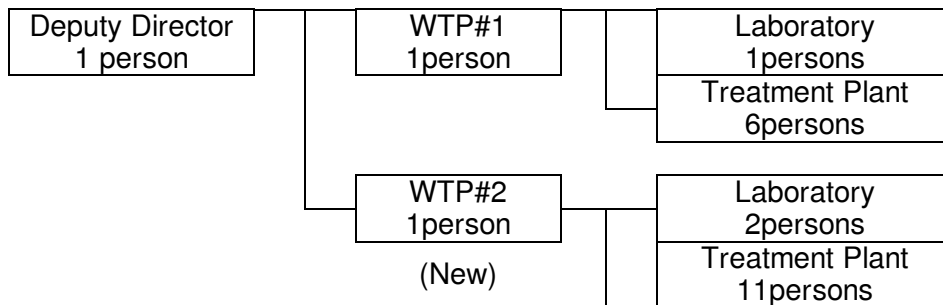 Deputy Director
1 person
WTP#1
1person
Laboratory
1persons
Treatment Plant
6persons
WTP#2
1person
(New)
Laboratory
2persons
Treatment Plant
11persons